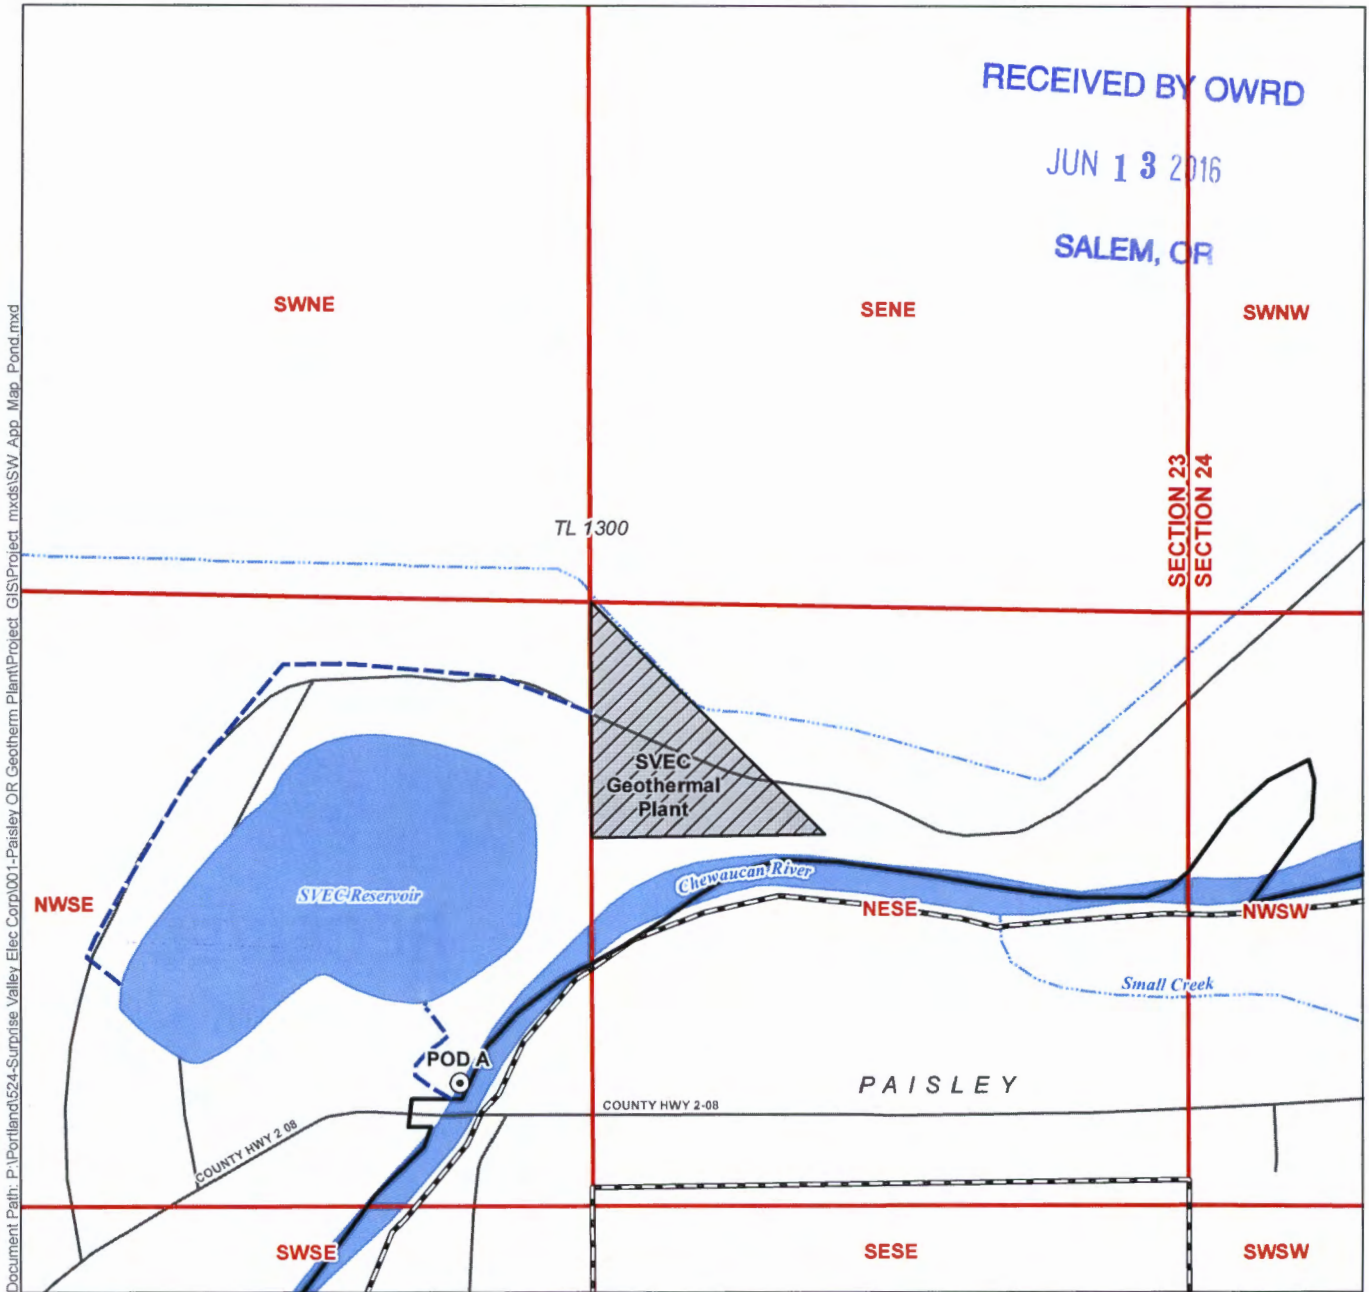 RECEIVED BY OWRD
JUN 13 2016
SALEM, OR
SWNE
SENE
SWNW
SECTION 23
SECTION 24
TL 1300
SVEC
Geothermal
Plant
SVEC Reservoir
Chewaucan River
NWSE
NESE
NWSW
Small Creek
POD A
PAISLEY
COUNTY HWY 2-08
COUNTY HWY 2 08
SWSE
SESE
SWSW
Document Path: P:\Portland\524-Surprise Valley Elec Corp\001-Paisley OR Geotherm Plant\Project_GIS\Project_mxds\SW_App_Map_Pond.mxd